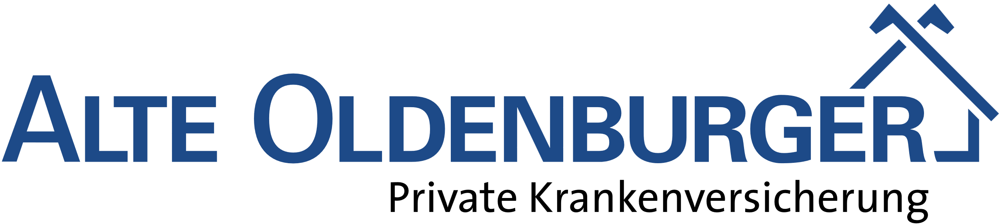 ALTE OLDENBURGER
Private Krankenversicherung